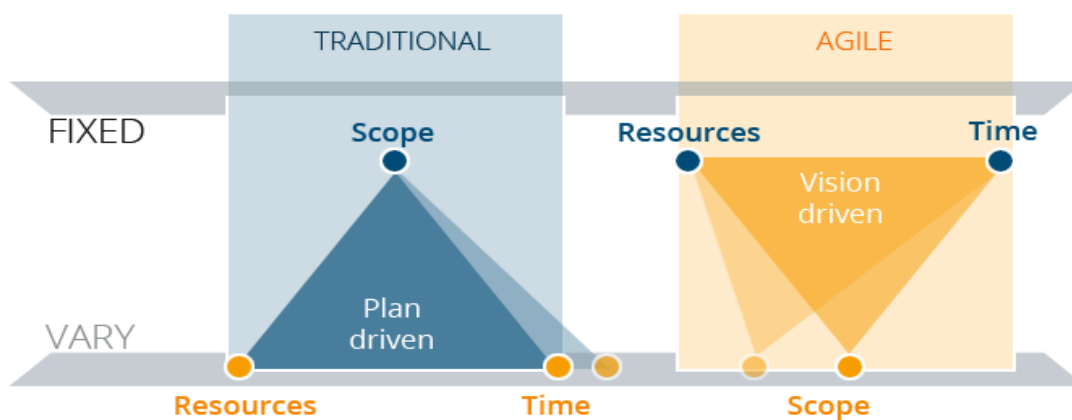 TRADITIONAL
AGILE
FIXED
Scope
Resources
Time
Vision
driven
Plan
driven
VARY
Resources
Time
Scope